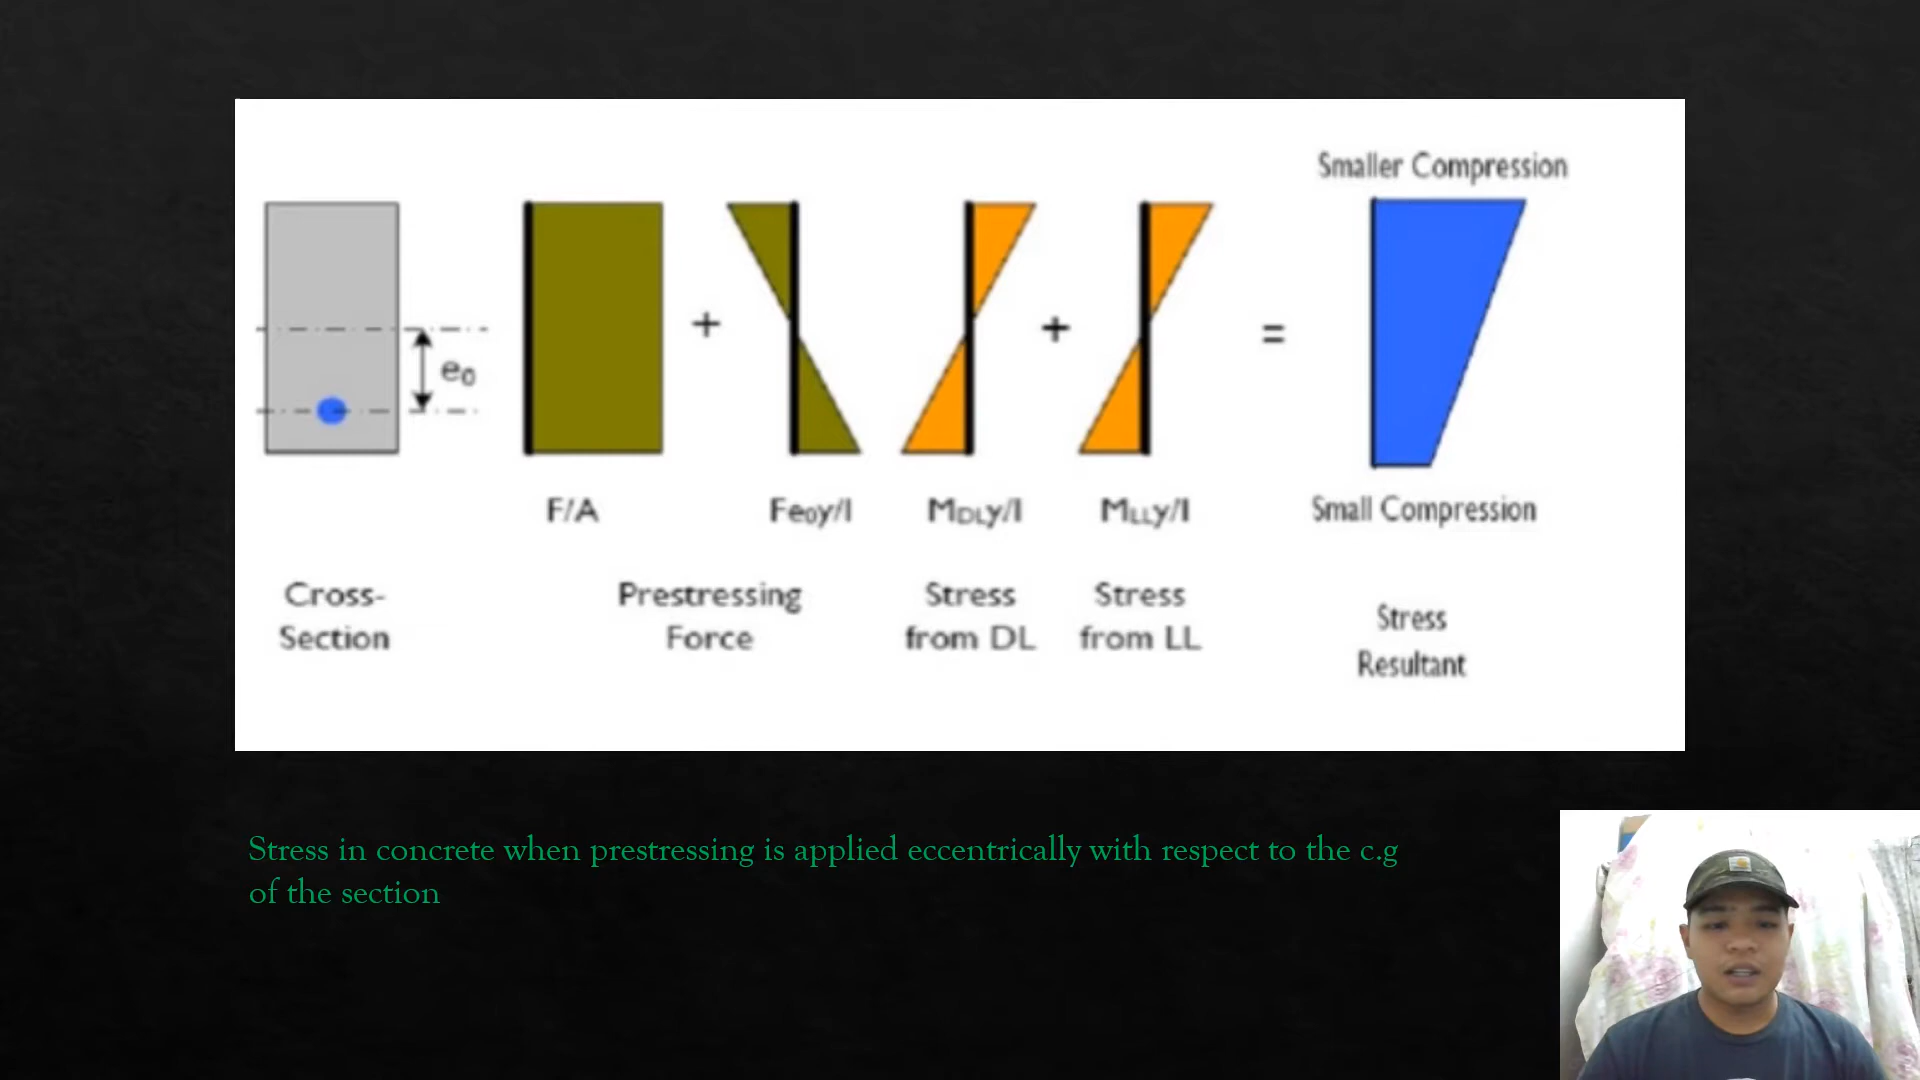 Smaller Compression
e₀
+
+
=
F/A
Fe₀y/I
M_DLy/I
M_LLy/I
Small Compression
Cross-
Section
Prestressing
Force
Stress
from DL
Stress
from LL
Stress
Resultant
Stress in concrete when prestressing is applied eccentrically with respect to the c.g
of the section